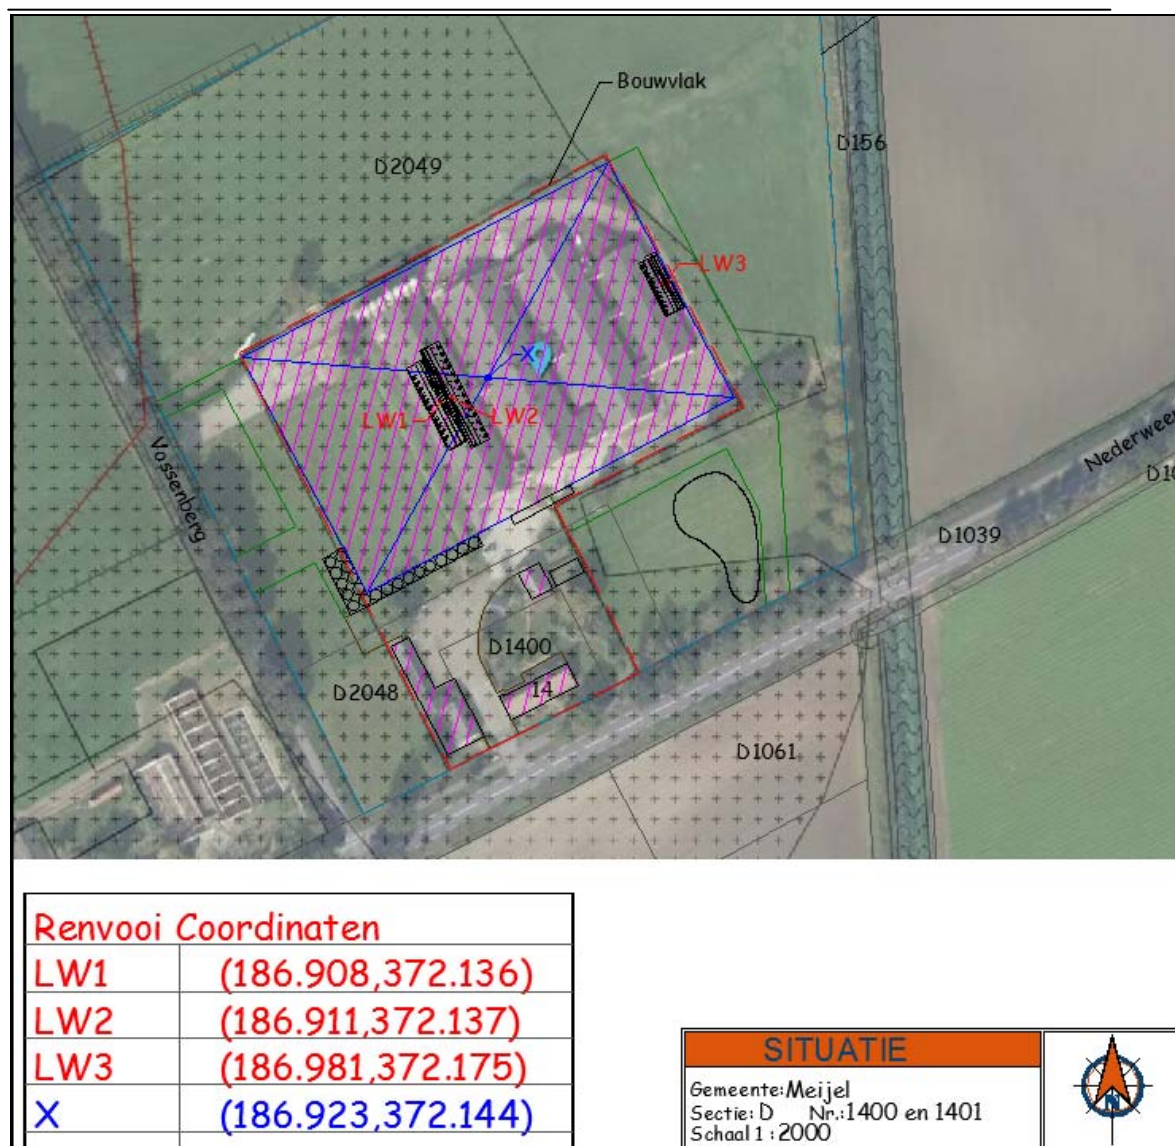 Bouwvlak
D156
D2049
LW3
X
LW1
LW2
Vossenberg
Nederwee
D10
D1039
D1400
D2048
14
D1061
Renvooi Coordinaten
LW1 (186.908,372.136)
LW2 (186.911,372.137)
LW3 (186.981,372.175)
X (186.923,372.144)
SITUATIE
Gemeente:Meijel
Sectie: D Nr.:1400 en 1401
Schaal 1 : 2000
N